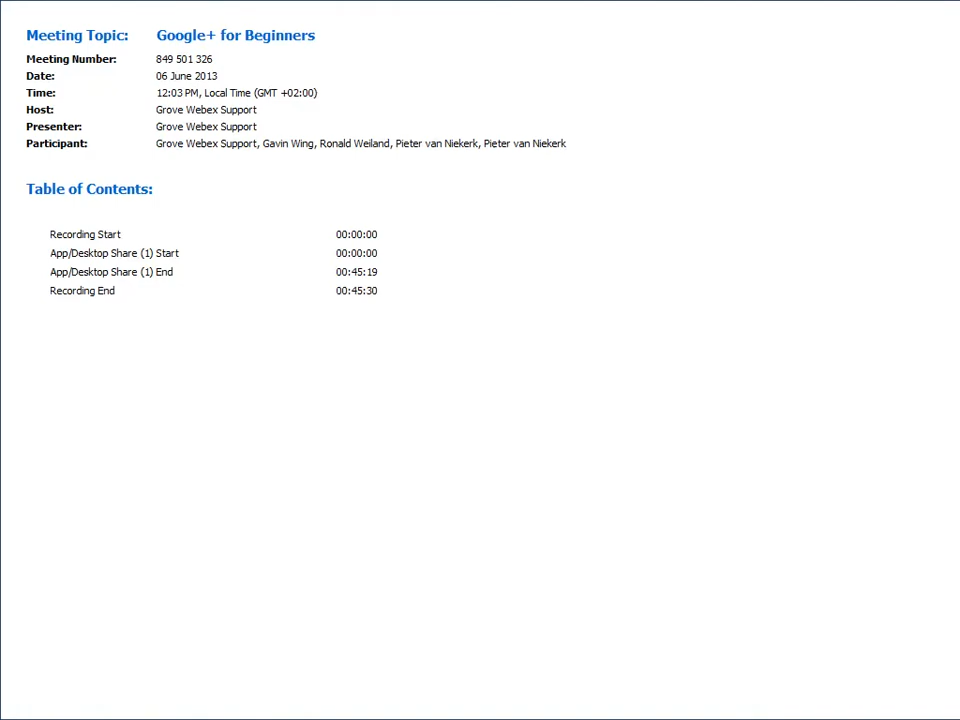 Meeting Topic: Google+ for Beginners
Meeting Number: 849 501 326
Date: 06 June 2013
Time: 12:03 PM, Local Time (GMT +02:00)
Host: Grove Webex Support
Presenter: Grove Webex Support
Participant: Grove Webex Support, Gavin Wing, Ronald Weiland, Pieter van Niekerk, Pieter van Niekerk
Table of Contents:
Recording Start 00:00:00
App/Desktop Share (1) Start 00:00:00
App/Desktop Share (1) End 00:45:19
Recording End 00:45:30